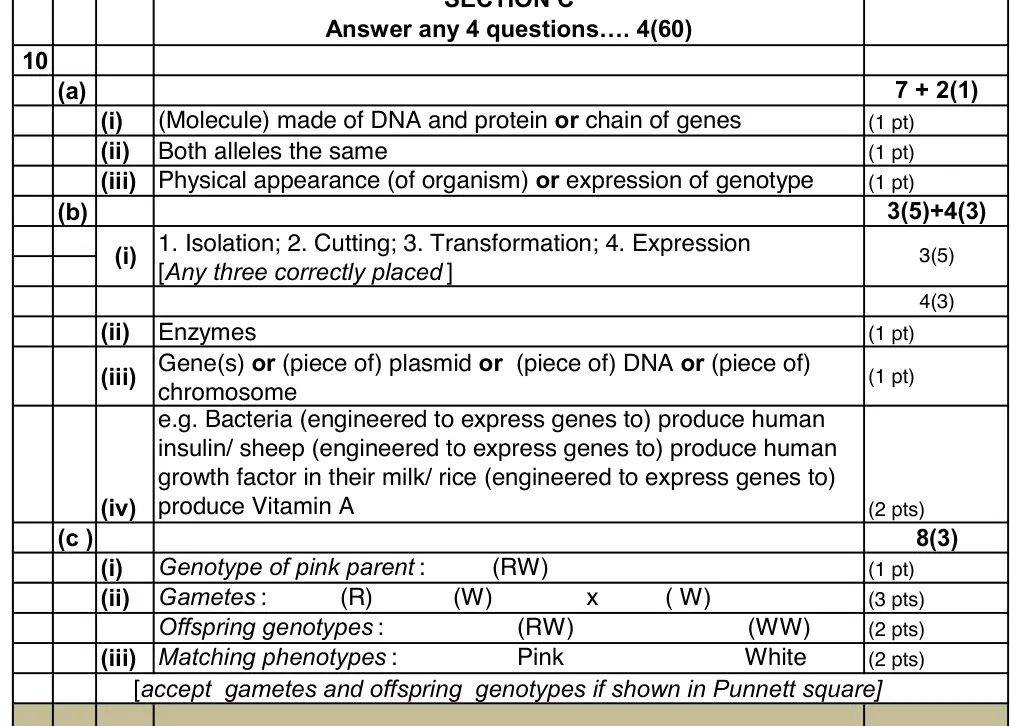 SECTION C
Answer any 4 questions…. 4(60)
10
(a) 7 + 2(1)
(i) (Molecule) made of DNA and protein or chain of genes (1 pt)
(ii) Both alleles the same (1 pt)
(iii) Physical appearance (of organism) or expression of genotype (1 pt)
(b) 3(5)+4(3)
(i) 1. Isolation; 2. Cutting; 3. Transformation; 4. Expression
[Any three correctly placed] 3(5)
4(3)
(ii) Enzymes (1 pt)
(iii) Gene(s) or (piece of) plasmid or (piece of) DNA or (piece of)
chromosome (1 pt)
e.g. Bacteria (engineered to express genes to) produce human
insulin/ sheep (engineered to express genes to) produce human
growth factor in their milk/ rice (engineered to express genes to)
(iv) produce Vitamin A (2 pts)
(c ) 8(3)
(i) Genotype of pink parent : (RW) (1 pt)
(ii) Gametes : (R) (W) x ( W) (3 pts)
Offspring genotypes : (RW) (WW) (2 pts)
(iii) Matching phenotypes : Pink White (2 pts)
[accept gametes and offspring genotypes if shown in Punnett square]